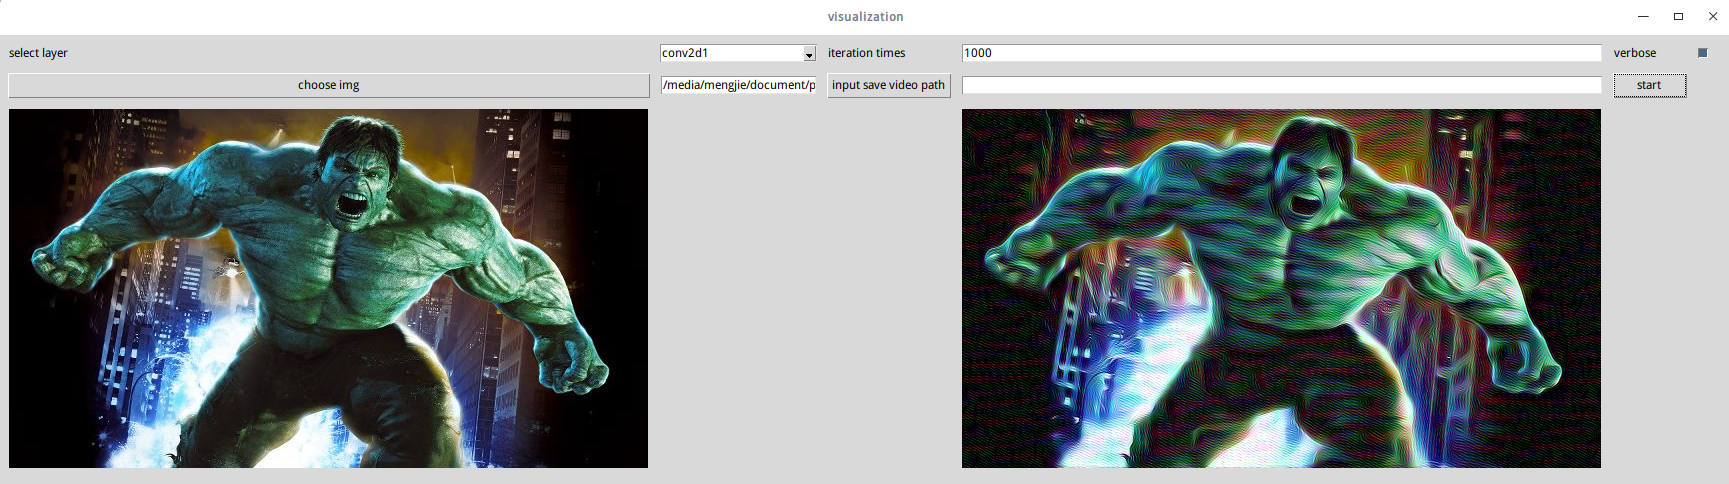 visualization
select layer conv2d1 iteration times 1000 verbose
choose img /media/mengjie/document/p input save video path start